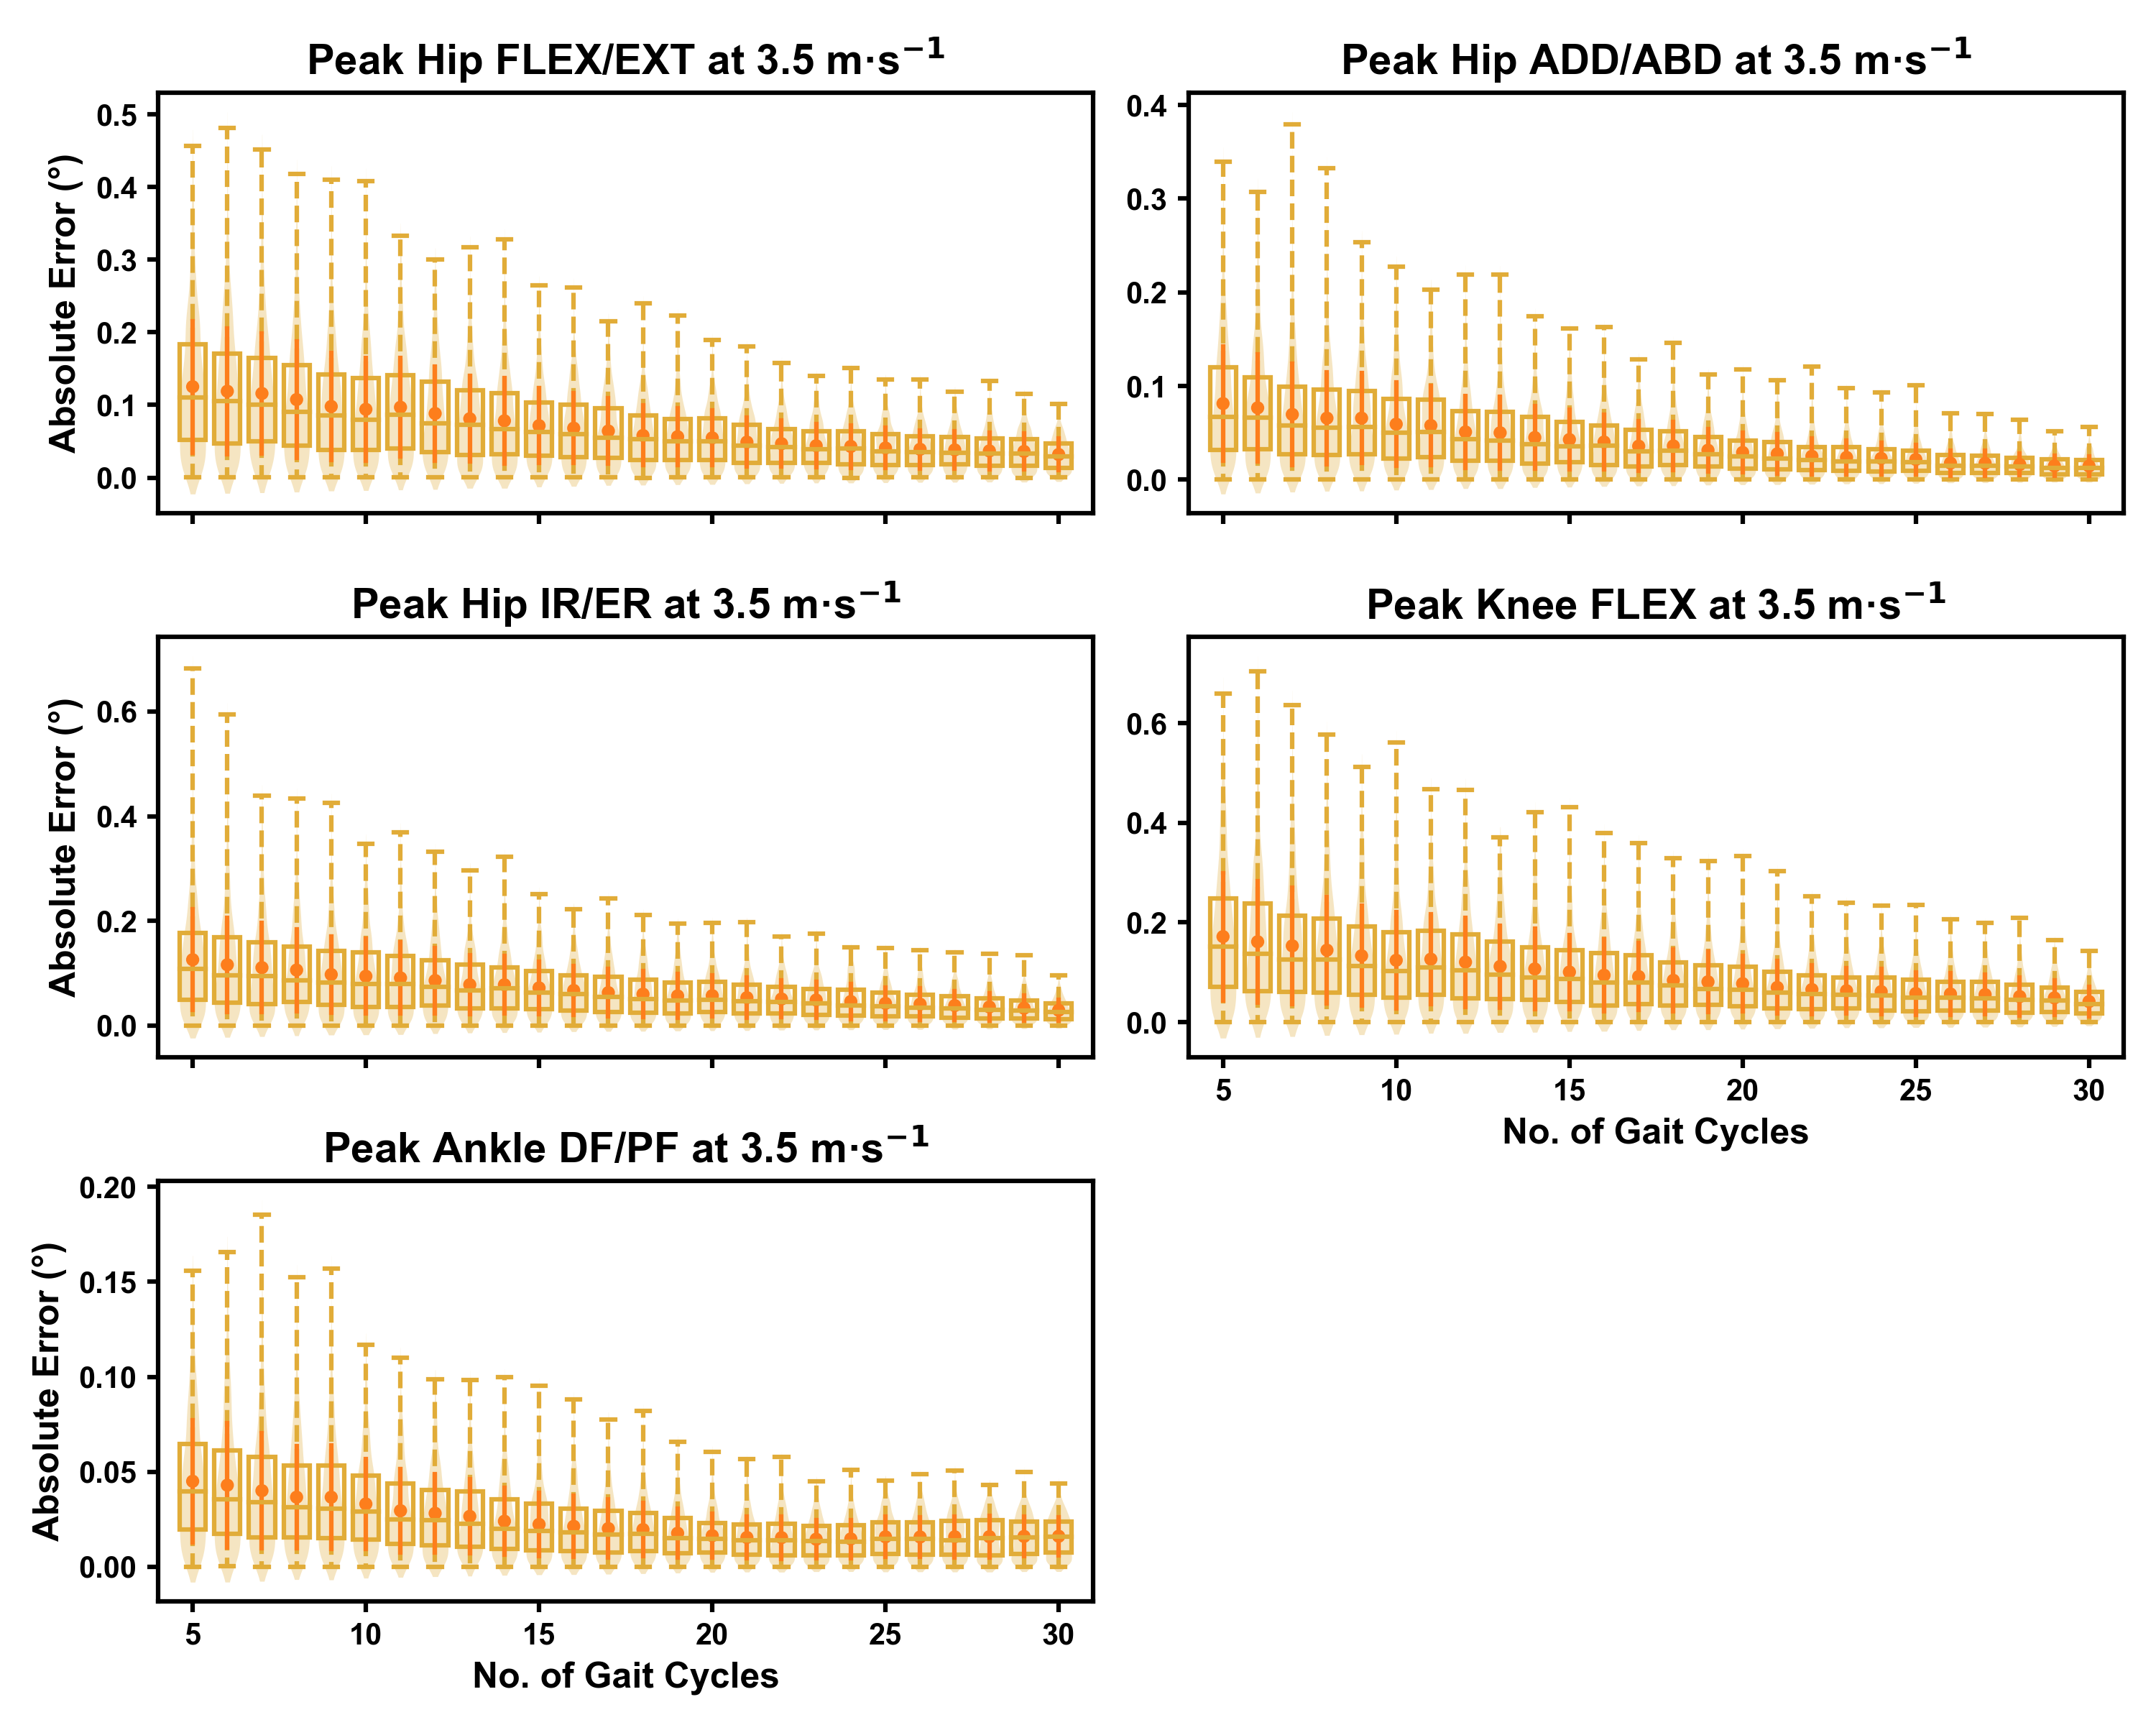 Peak Hip FLEX/EXT at 3.5 m·s⁻¹
Absolute Error (°)
0.5
0.4
0.3
0.2
0.1
0.0
Peak Hip ADD/ABD at 3.5 m·s⁻¹
0.4
0.3
0.2
0.1
0.0
Peak Hip IR/ER at 3.5 m·s⁻¹
Absolute Error (°)
0.6
0.4
0.2
0.0
Peak Knee FLEX at 3.5 m·s⁻¹
0.6
0.4
0.2
0.0
5 10 15 20 25 30
No. of Gait Cycles
Peak Ankle DF/PF at 3.5 m·s⁻¹
Absolute Error (°)
0.20
0.15
0.10
0.05
0.00
5 10 15 20 25 30
No. of Gait Cycles